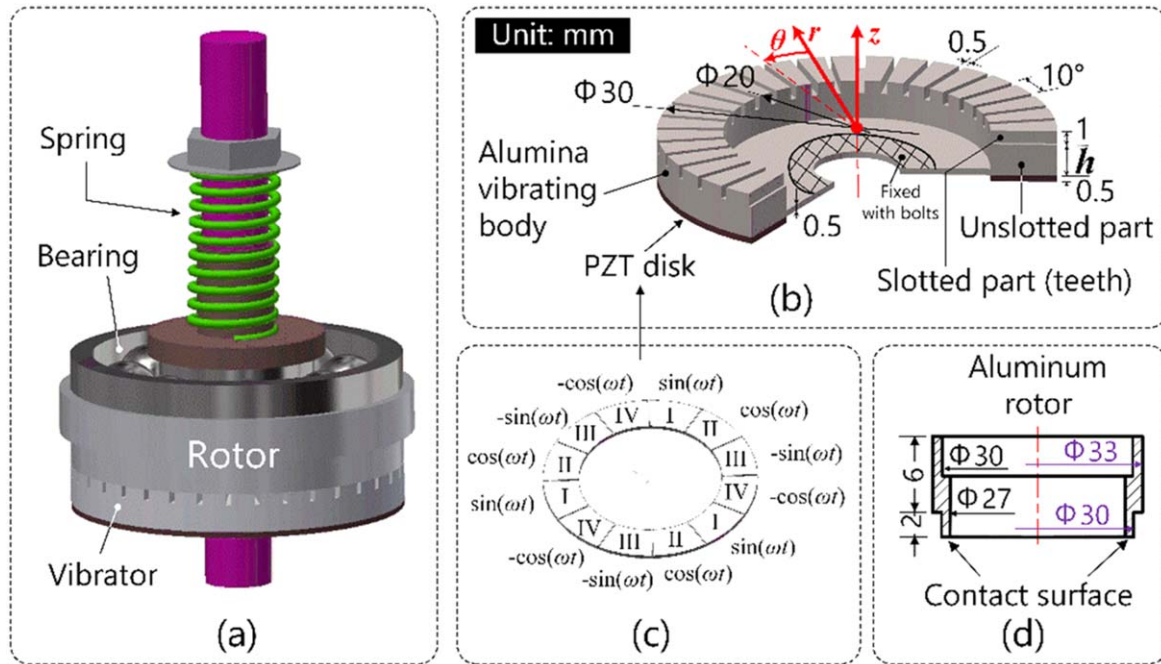 Spring
Bearing
Rotor
Vibrator
(a)
Unit: mm
θ
r
z
0.5
10°
Φ20
Φ30
1
h
0.5
Alumina
vibrating
body
Fixed
with bolts
0.5
Unslotted part
PZT disk
Slotted part (teeth)
(b)
-cos(ωt)
sin(ωt)
-sin(ωt)
cos(ωt)
IV
I
III
II
cos(ωt)
-sin(ωt)
II
III
sin(ωt)
-cos(ωt)
I
IV
IV
I
III
II
-cos(ωt)
sin(ωt)
-sin(ωt)
cos(ωt)
(c)
Aluminum
rotor
Φ30
Φ33
6
Φ27
2
Φ30
Contact surface
(d)